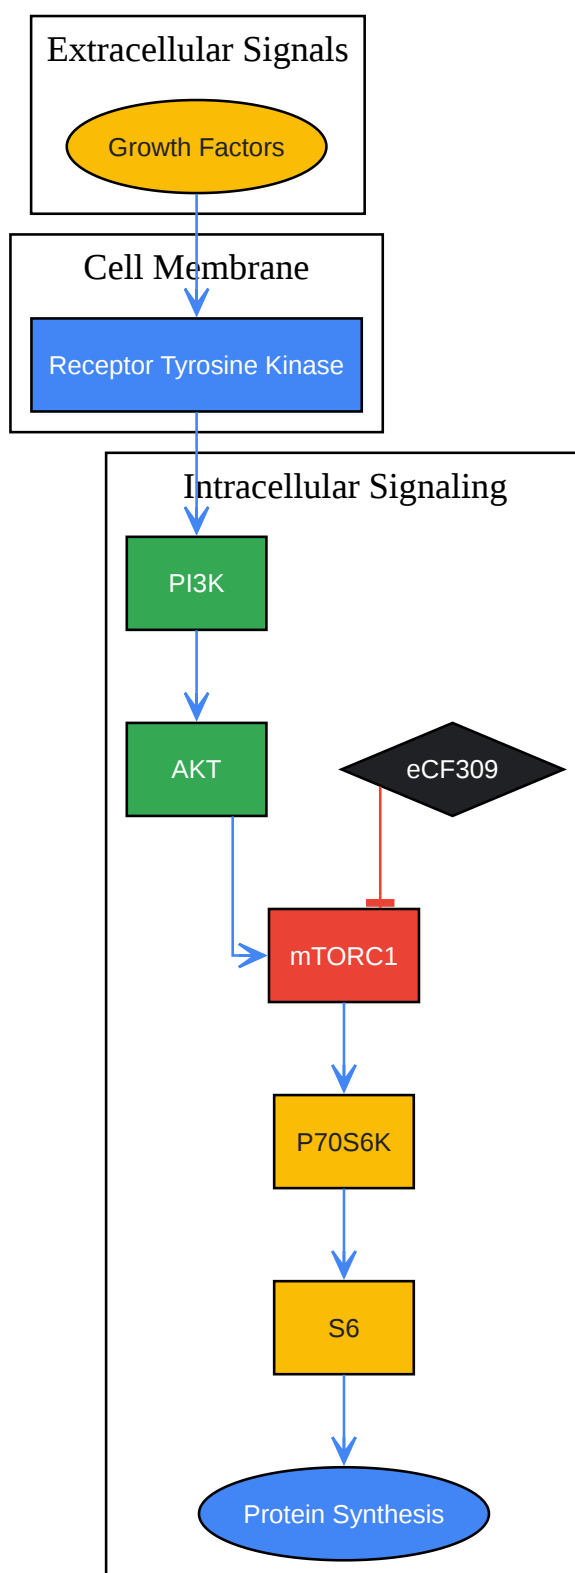 Extracellular Signals
Growth Factors
Cell Membrane
Receptor Tyrosine Kinase
Intracellular Signaling
PI3K
AKT
eCF309
mTORC1
P70S6K
S6
Protein Synthesis